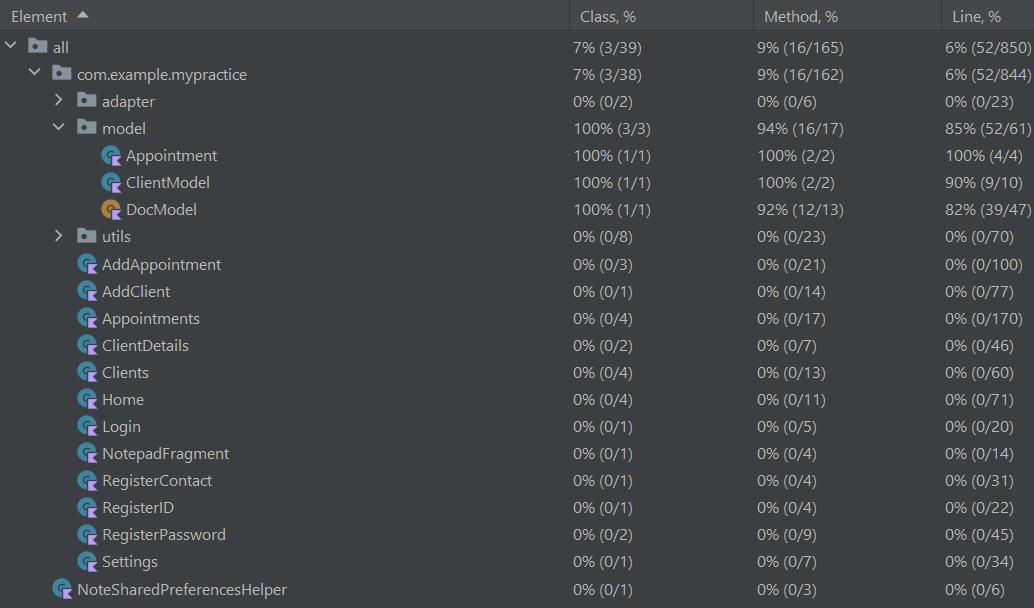 Element Class, % Method, % Line, %
all 7% (3/39) 9% (16/165) 6% (52/850)
com.example.mypractice 7% (3/38) 9% (16/162) 6% (52/844)
adapter 0% (0/2) 0% (0/6) 0% (0/23)
model 100% (3/3) 94% (16/17) 85% (52/61)
Appointment 100% (1/1) 100% (2/2) 100% (4/4)
ClientModel 100% (1/1) 100% (2/2) 90% (9/10)
DocModel 100% (1/1) 92% (12/13) 82% (39/47)
utils 0% (0/8) 0% (0/23) 0% (0/70)
AddAppointment 0% (0/3) 0% (0/21) 0% (0/100)
AddClient 0% (0/1) 0% (0/14) 0% (0/77)
Appointments 0% (0/4) 0% (0/17) 0% (0/170)
ClientDetails 0% (0/2) 0% (0/7) 0% (0/46)
Clients 0% (0/4) 0% (0/13) 0% (0/60)
Home 0% (0/4) 0% (0/11) 0% (0/71)
Login 0% (0/1) 0% (0/5) 0% (0/20)
NotepadFragment 0% (0/1) 0% (0/4) 0% (0/14)
RegisterContact 0% (0/1) 0% (0/4) 0% (0/31)
RegisterID 0% (0/1) 0% (0/4) 0% (0/22)
RegisterPassword 0% (0/2) 0% (0/9) 0% (0/45)
Settings 0% (0/1) 0% (0/7) 0% (0/34)
NoteSharedPreferencesHelper 0% (0/1) 0% (0/3) 0% (0/6)